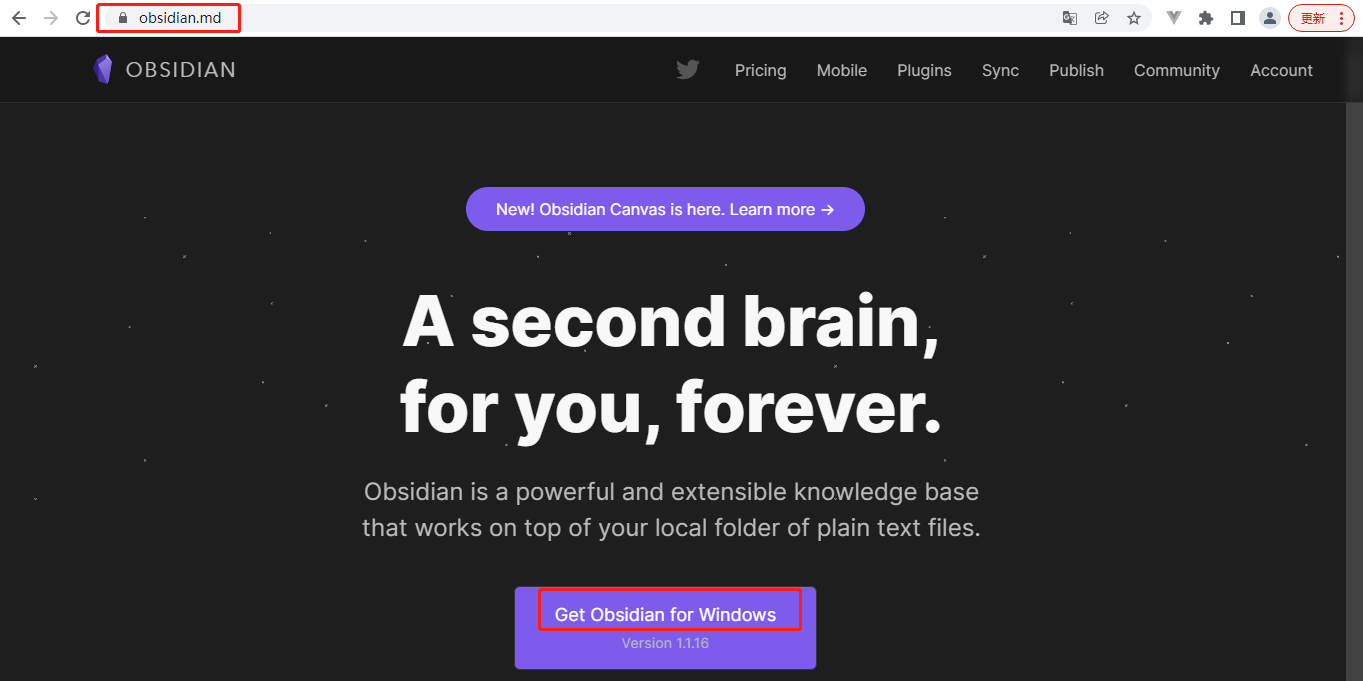 obsidian.md
更新
OBSIDIAN
Pricing
Mobile
Plugins
Sync
Publish
Community
Account
New! Obsidian Canvas is here. Learn more →
A second brain,
for you, forever.
Obsidian is a powerful and extensible knowledge base
that works on top of your local folder of plain text files.
Get Obsidian for Windows
Version 1.1.16